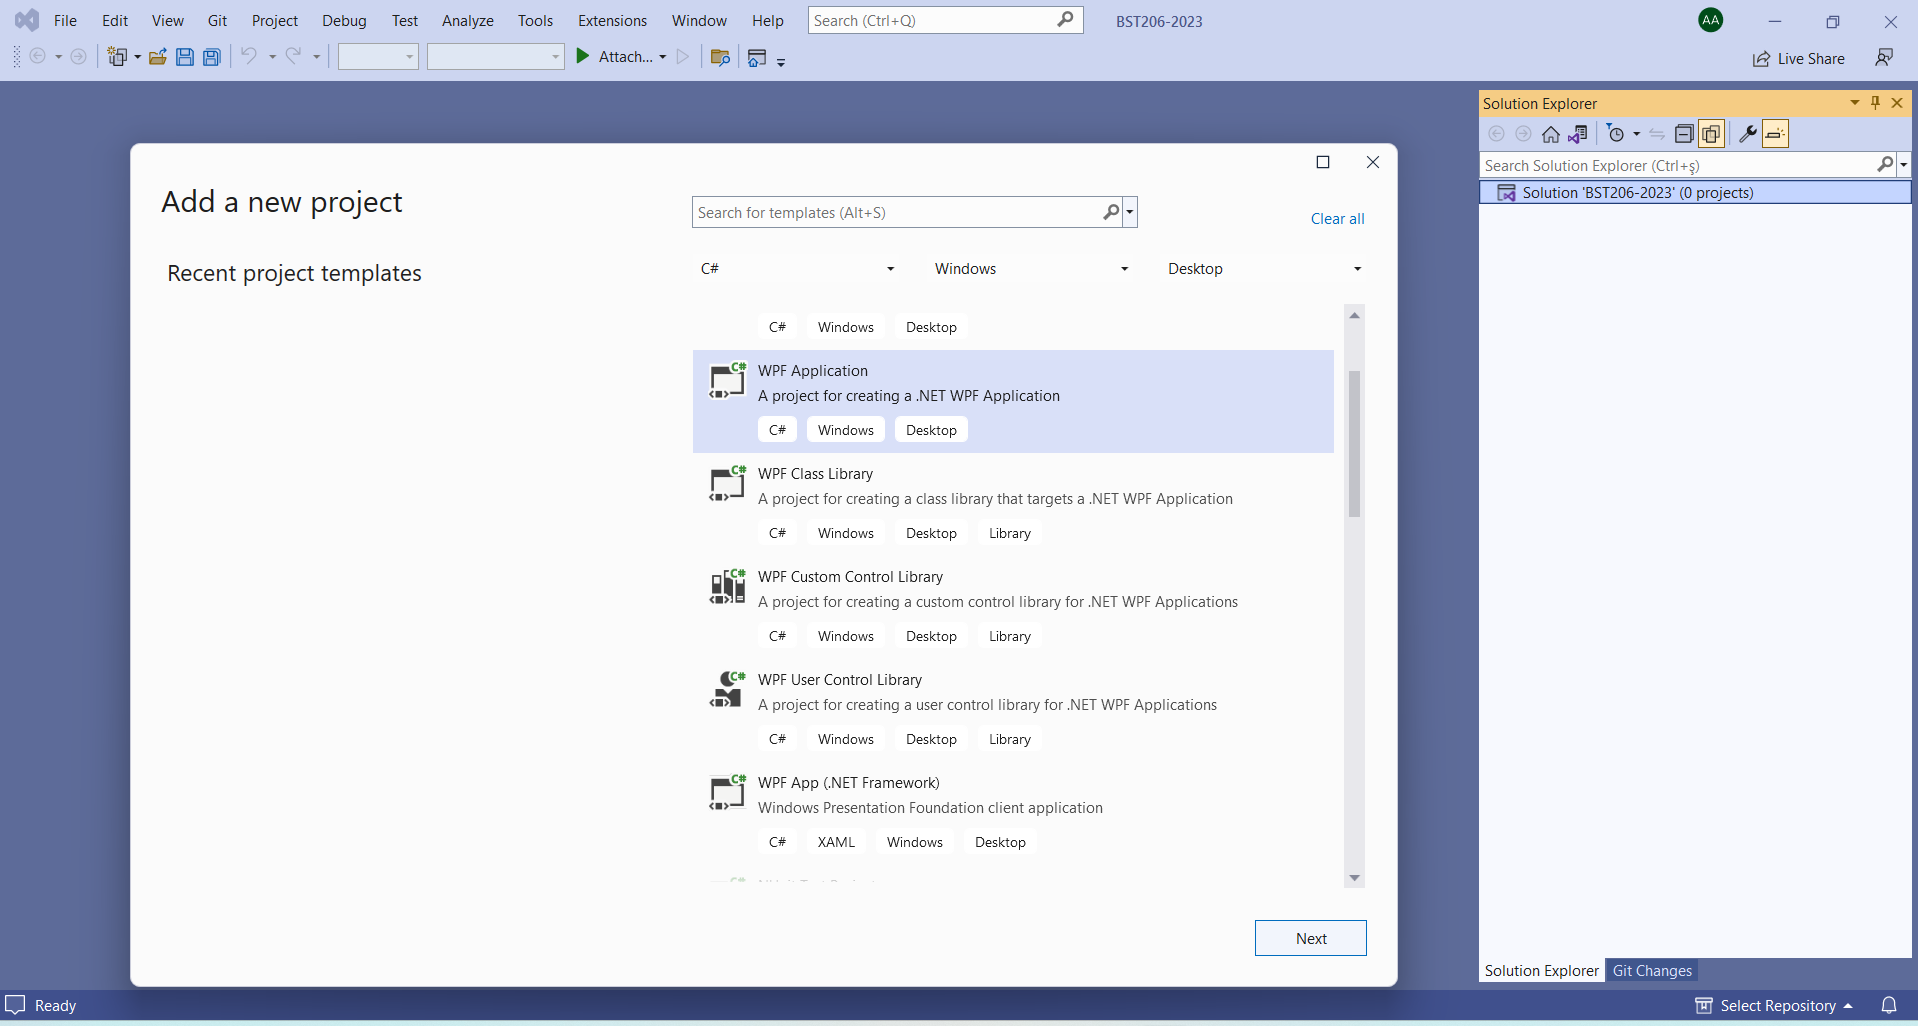 File Edit View Git Project Debug Test Analyze Tools Extensions Window Help Search (Ctrl+Q) BST206-2023 AA
Attach... Live Share
Solution Explorer
Search Solution Explorer (Ctrl+ş)
Solution 'BST206-2023' (0 projects)
Add a new project
Search for templates (Alt+S)
Clear all
Recent project templates
C# Windows Desktop
C# Windows Desktop
C#
WPF Application
A project for creating a .NET WPF Application
C# Windows Desktop
C#
WPF Class Library
A project for creating a class library that targets a .NET WPF Application
C# Windows Desktop Library
C#
WPF Custom Control Library
A project for creating a custom control library for .NET WPF Applications
C# Windows Desktop Library
C#
WPF User Control Library
A project for creating a user control library for .NET WPF Applications
C# Windows Desktop Library
C#
WPF App (.NET Framework)
Windows Presentation Foundation client application
C# XAML Windows Desktop
Next
Solution Explorer Git Changes
Ready Select Repository